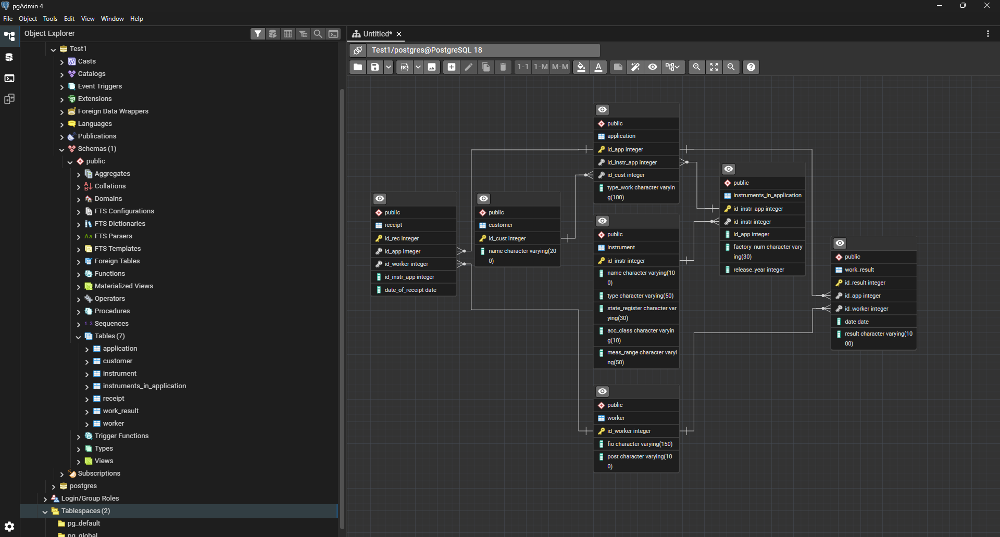 pgAdmin 4
File Object Tools Edit View Window Help
Object Explorer
Test1
Casts
Catalogs
Event Triggers
Extensions
Foreign Data Wrappers
Languages
Publications
Schemas (1)
public
Aggregates
Collations
Domains
FTS Configurations
FTS Dictionaries
Aa FTS Parsers
FTS Templates
Foreign Tables
Functions
Materialized Views
Operators
Procedures
1..3 Sequences
Tables (7)
application
customer
instrument
instruments_in_application
receipt
work_result
worker
Trigger Functions
Types
Views
Subscriptions
postgres
Login/Group Roles
Tablespaces (2)
pg_default
pg_global
Untitled*
Test1/postgres@PostgreSQL 18
SQL 1-1 1-M M-M A
public
receipt
id_rec integer
id_app integer
id_worker integer
id_instr_app integer
date_of_receipt date
public
customer
id_cust integer
name character varying(20
0)
public
application
id_app integer
id_instr_app integer
id_cust integer
type_work character varyin
g(100)
public
instrument
id_instr integer
name character varying(10
0)
type character varying(50)
state_register character var
ying(30)
acc_class character varyin
g(10)
meas_range character varyi
ng(50)
public
worker
id_worker integer
fio character varying(150)
post character varying(10
0)
public
instruments_in_application
id_instr_app integer
id_instr integer
id_app integer
factory_num character vary
ing(30)
release_year integer
public
work_result
id_result integer
id_app integer
id_worker integer
date date
result character varying(10
00)